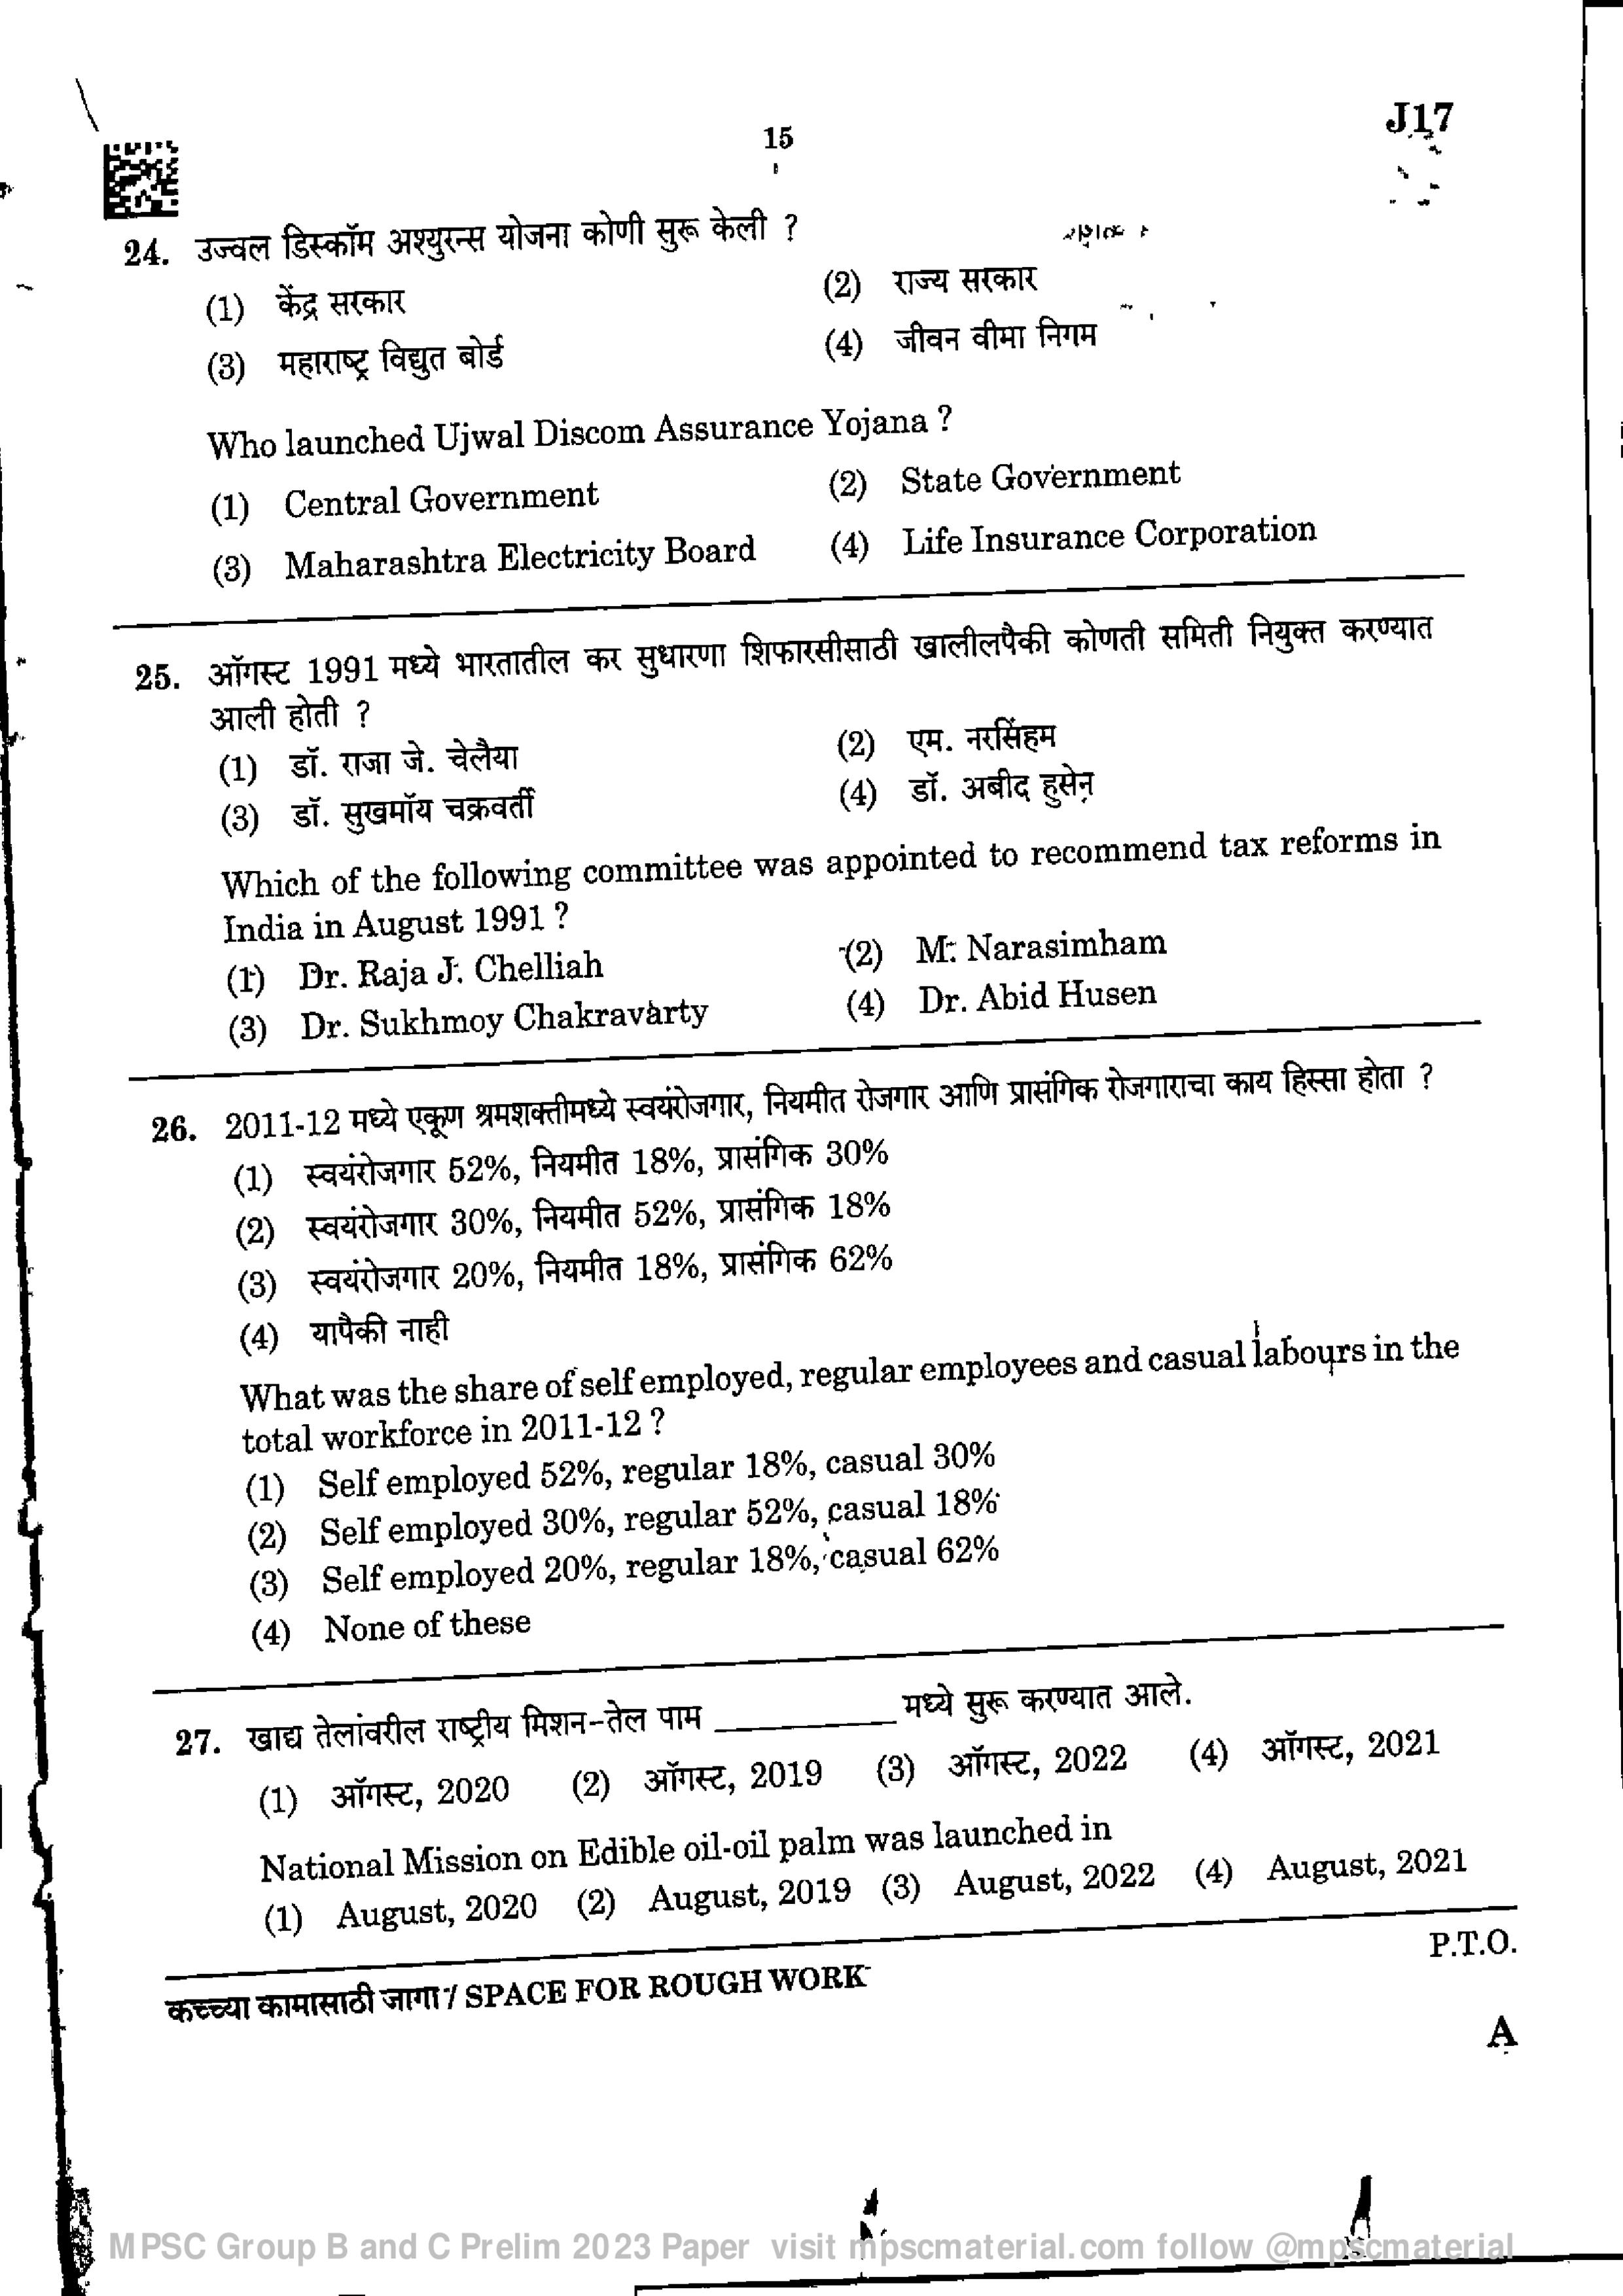 15
J17
24. उज्वल डिस्कॉम अश्युरन्स योजना कोणी सुरू केली ?
(1) केंद्र सरकार (2) राज्य सरकार
(3) महाराष्ट्र विद्युत बोर्ड (4) जीवन वीमा निगम
Who launched Ujwal Discom Assurance Yojana ?
(1) Central Government (2) State Government
(3) Maharashtra Electricity Board (4) Life Insurance Corporation
25. ऑगस्ट 1991 मध्ये भारतातील कर सुधारणा शिफारसीसाठी खालीलपैकी कोणती समिती नियुक्त करण्यात
आली होती ?
(1) डॉ. राजा जे. चेलैया (2) एम. नरसिंहम
(3) डॉ. सुखमॉय चक्रवर्ती (4) डॉ. अबीद हुसेन
Which of the following committee was appointed to recommend tax reforms in
India in August 1991 ?
(1) Dr. Raja J. Chelliah (2) M. Narasimham
(3) Dr. Sukhmoy Chakravarty (4) Dr. Abid Husen
26. 2011-12 मध्ये एकूण श्रमशक्तीमध्ये स्वयंरोजगार, नियमीत रोजगार आणि प्रासंगिक रोजगाराचा काय हिस्सा होता ?
(1) स्वयंरोजगार 52%, नियमीत 18%, प्रासंगिक 30%
(2) स्वयंरोजगार 30%, नियमीत 52%, प्रासंगिक 18%
(3) स्वयंरोजगार 20%, नियमीत 18%, प्रासंगिक 62%
(4) यापैकी नाही
What was the share of self employed, regular employees and casual labours in the
total workforce in 2011-12 ?
(1) Self employed 52%, regular 18%, casual 30%
(2) Self employed 30%, regular 52%, casual 18%
(3) Self employed 20%, regular 18%, casual 62%
(4) None of these
27. खाद्य तेलांवरील राष्ट्रीय मिशन-तेल पाम __________ मध्ये सुरू करण्यात आले.
(1) ऑगस्ट, 2020 (2) ऑगस्ट, 2019 (3) ऑगस्ट, 2022 (4) ऑगस्ट, 2021
National Mission on Edible oil-oil palm was launched in
(1) August, 2020 (2) August, 2019 (3) August, 2022 (4) August, 2021
P.T.O.
कच्च्या कामासाठी जागा / SPACE FOR ROUGH WORK
A
MPSC Group B and C Prelim 2023 Paper visit mpscmaterial.com follow @mpscmaterial